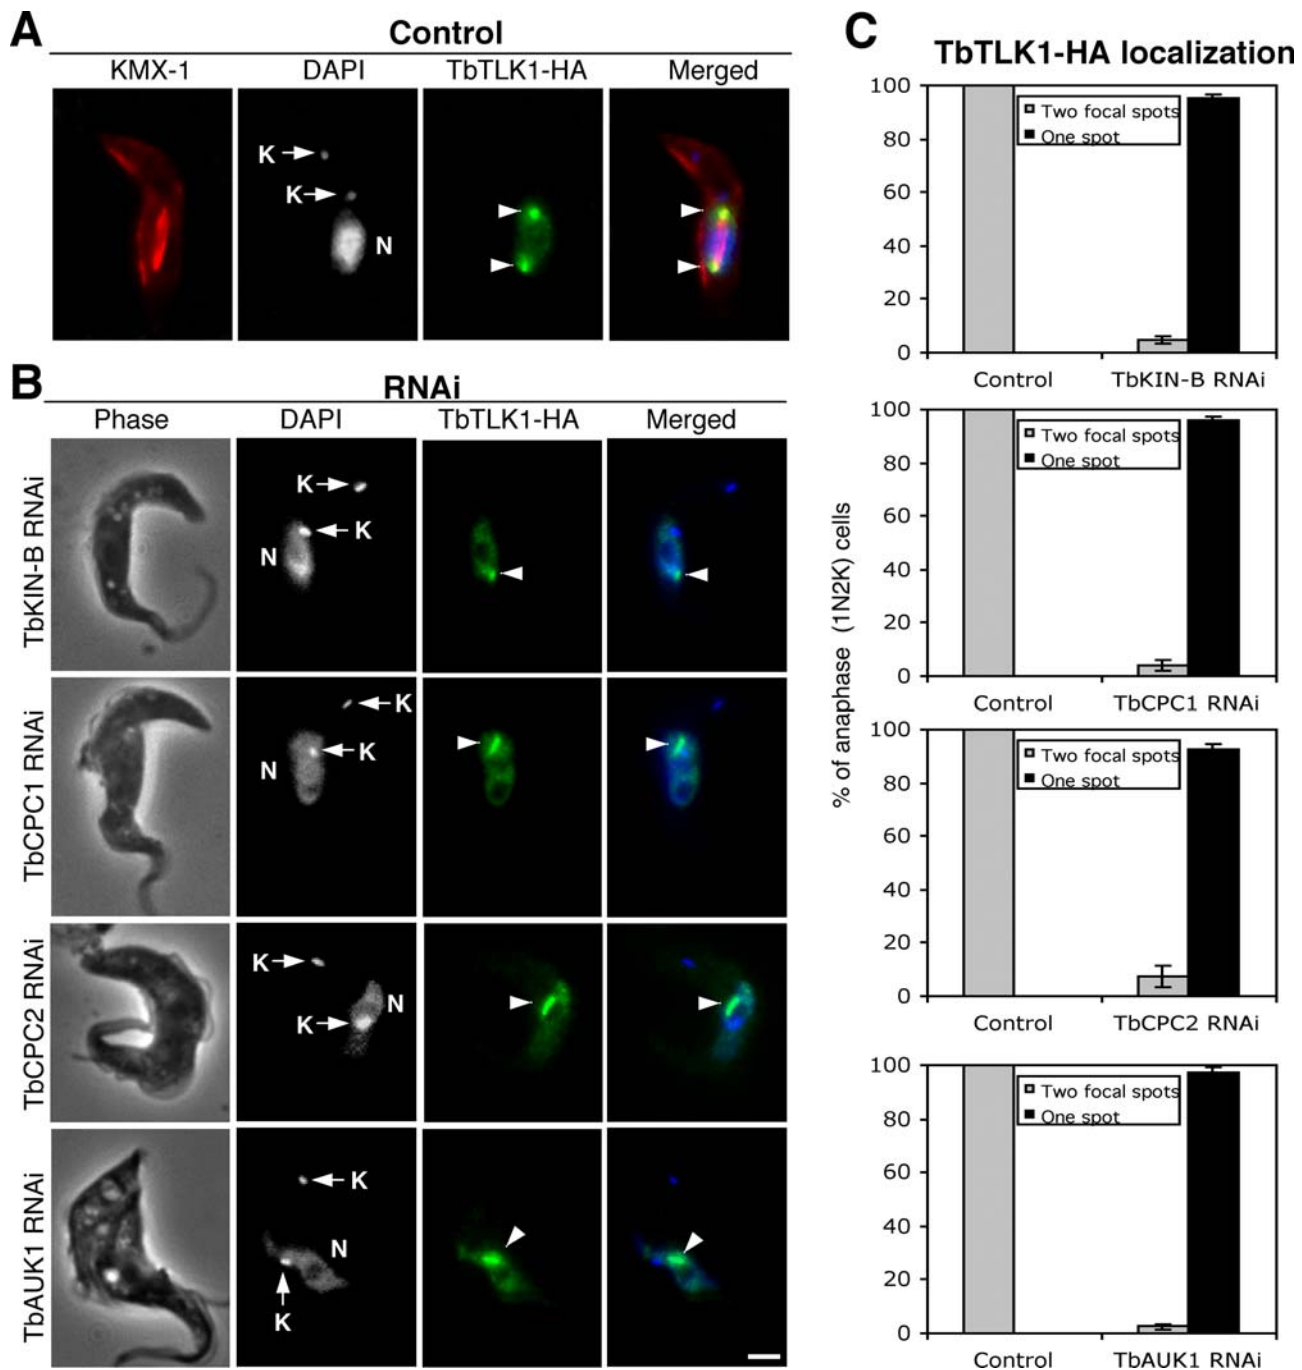 A
Control
KMX-1 DAPI TbTLK1-HA Merged
K
K
N
B
RNAi
Phase DAPI TbTLK1-HA Merged
TbKIN-B RNAi
K
K
N
TbCPC1 RNAi
K
K
N
TbCPC2 RNAi
K
N
K
TbAUK1 RNAi
K
N
K
C
TbTLK1-HA localization
% of anaphase (1N2K) cells
100
80
60
40
20
0
Two focal spots
One spot
Control TbKIN-B RNAi
100
80
60
40
20
0
Two focal spots
One spot
Control TbCPC1 RNAi
100
80
60
40
20
0
Two focal spots
One spot
Control TbCPC2 RNAi
100
80
60
40
20
0
Two focal spots
One spot
Control TbAUK1 RNAi